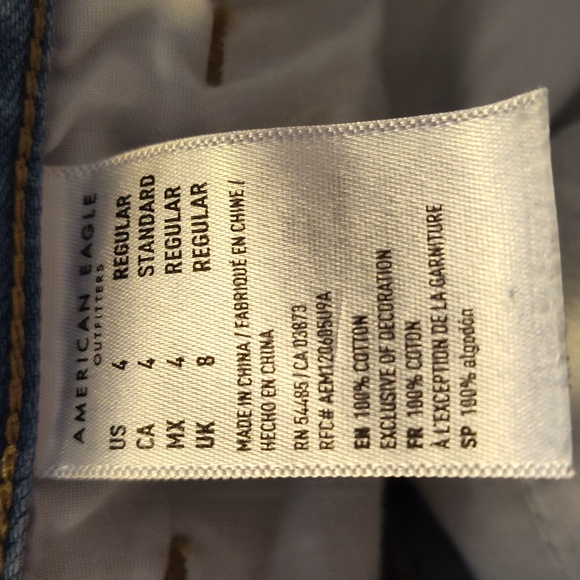 AMERICAN EAGLE
OUTFITTERS
US 4 REGULAR
CA 4 STANDARD
MX 4 REGULAR
UK 8 REGULAR
MADE IN CHINA / FABRIQUÉ EN CHINE /
HECHO EN CHINA
RN 54485/CA 03873
RFC# AEM120605U9A
EN 100% COTTON
EXCLUSIVE OF DECORATION
FR 100% COTON
À L'EXCEPTION DE LA GARNITURE
SP 100% algodón